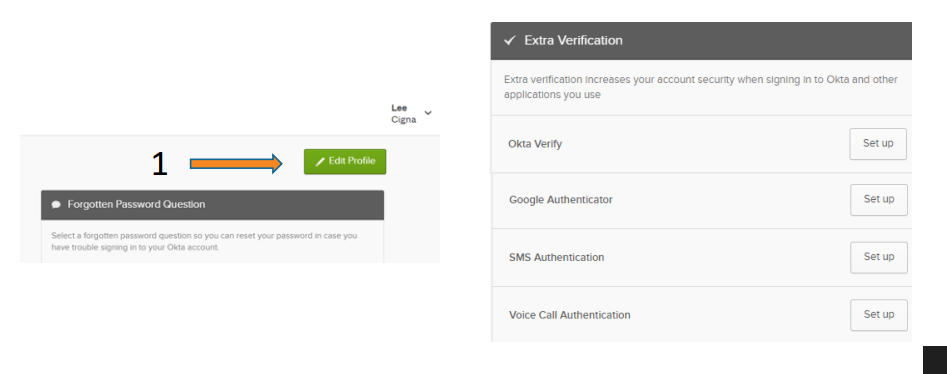 Lee
Cigna
1
Edit Profile
Forgotten Password Question
Select a forgotten password question so you can reset your password in case you
have trouble signing in to your Okta account.
Extra Verification
Extra verification increases your account security when signing in to Okta and other
applications you use
Okta Verify
Set up
Google Authenticator
Set up
SMS Authentication
Set up
Voice Call Authentication
Set up